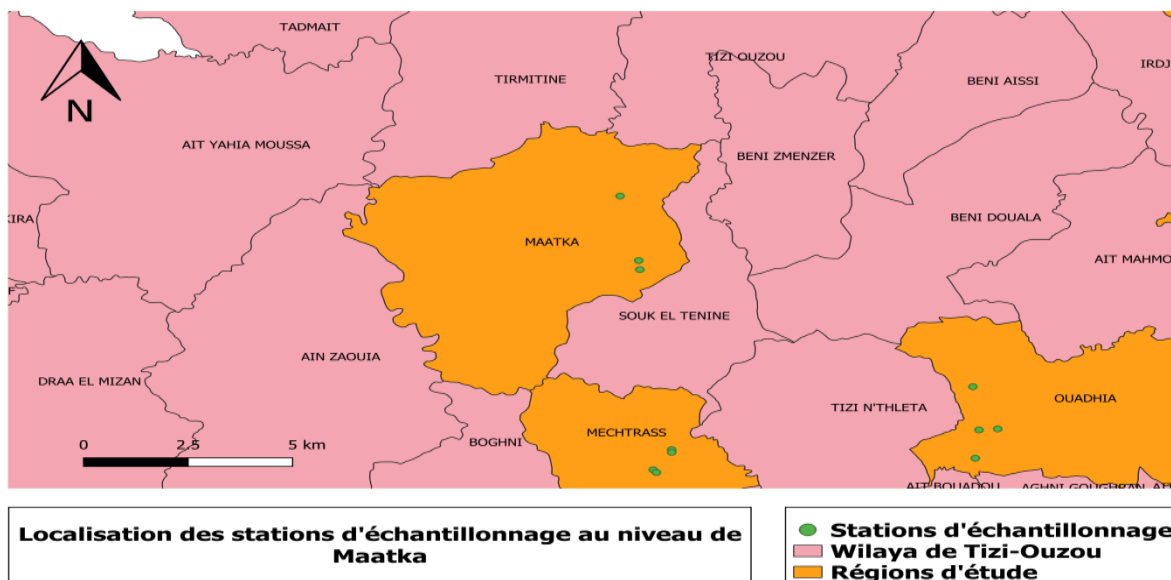 TADMAIT
TIZI OUZOU
TIRMITINE
BENI AISSI
IRDJ
N
AIT YAHIA MOUSSA
BENI ZMENZER
KIRA
BENI DOUALA
MAATKA
AIT MAHMO
F
SOUK EL TENINE
AIN ZAOUIA
DRAA EL MIZAN
OUADHIA
TIZI N'THLETA
MECHTRASS
BOGHNI
0 2,5 5 km
AIT BOUADOU
AGHNI GOUGHRAN
Localisation des stations d'échantillonnage au niveau de
Maatka
Stations d'échantillonnage
Wilaya de Tizi-Ouzou
Régions d'étude